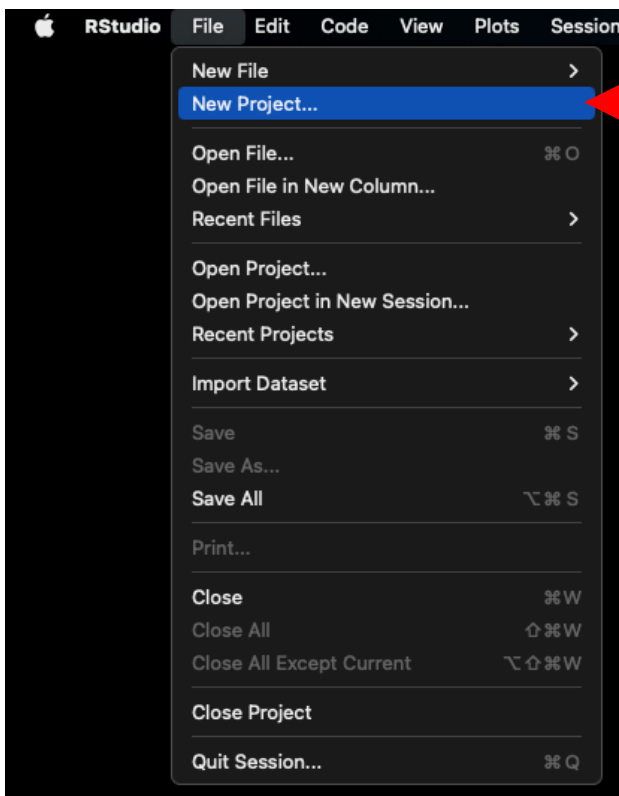 RStudio File Edit Code View Plots Session
New File
New Project...
Open File... ⌘ O
Open File in New Column...
Recent Files
Open Project...
Open Project in New Session...
Recent Projects
Import Dataset
Save ⌘ S
Save As...
Save All ⌥ ⌘ S
Print...
Close ⌘ W
Close All ⇧ ⌘ W
Close All Except Current ⌥ ⇧ ⌘ W
Close Project
Quit Session... ⌘ Q